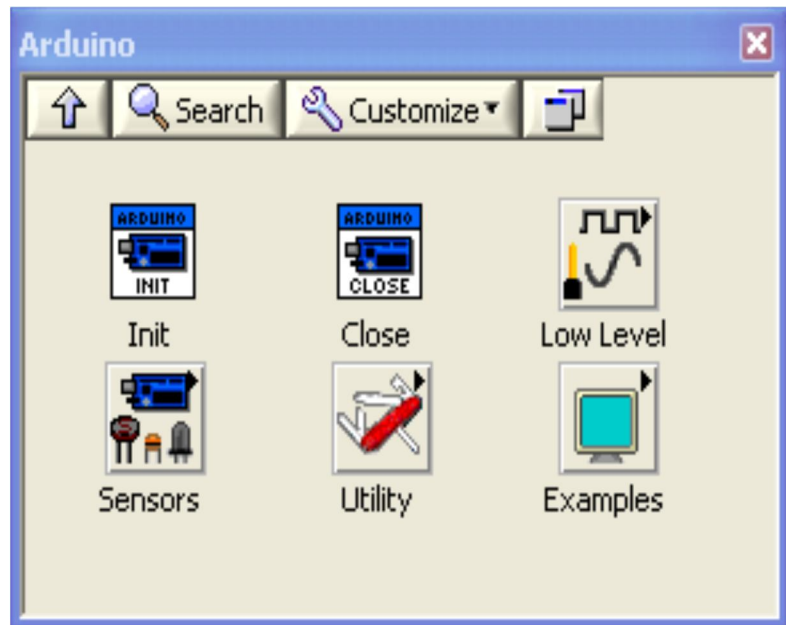 Arduino
Search Customize
ARDUINO ARDUINO
INIT CLOSE
Init Close Low Level
Sensors Utility Examples